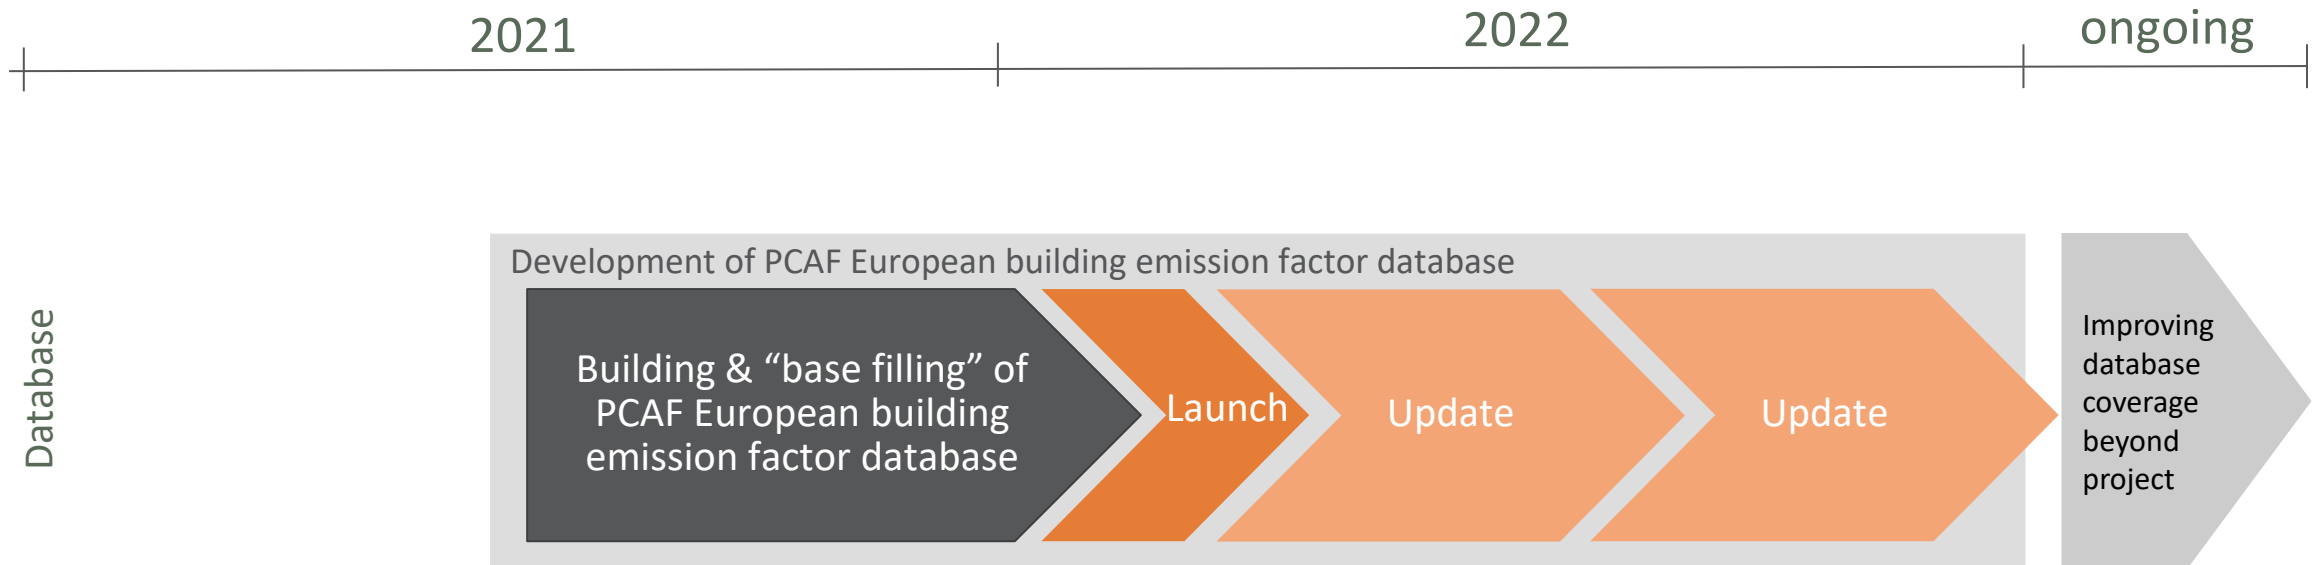 2021
2022
ongoing
Database
Development of PCAF European building emission factor database
Building & “base filling” of
PCAF European building
emission factor database
Launch
Update
Update
Improving
database
coverage
beyond
project